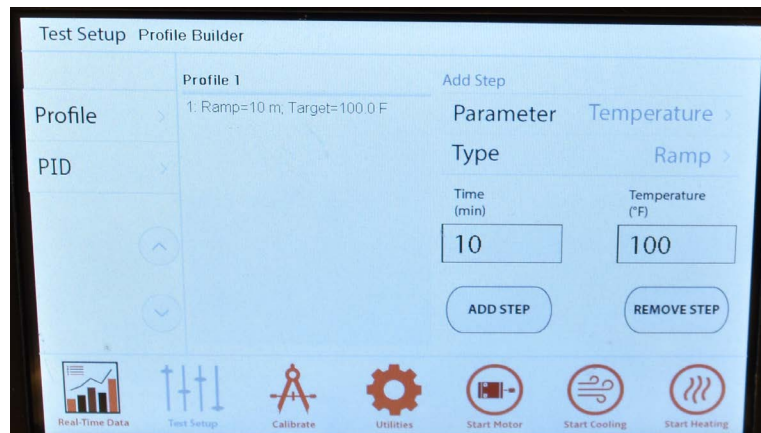 Test Setup Profile Builder
Profile 1
Add Step
Profile
1: Ramp=10 m; Target=100.0 F
Parameter Temperature
PID
Type Ramp
Time
(min)
Temperature
(°F)
10
100
ADD STEP
REMOVE STEP
Real-Time Data
Test Setup
Calibrate
Utilities
Start Motor
Start Cooling
Start Heating